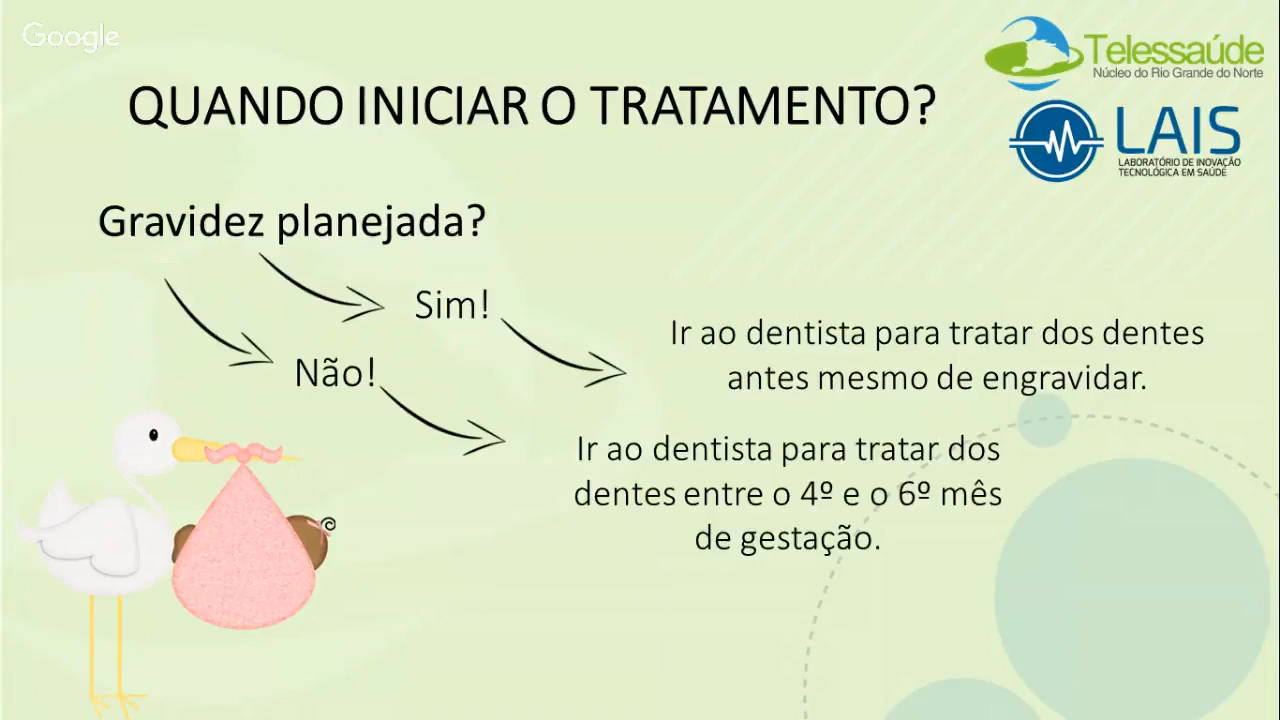 Google
Telessaúde
Núcleo do Rio Grande do Norte
QUANDO INICIAR O TRATAMENTO?
LAIS
LABORATÓRIO DE INOVAÇÃO
TECNOLÓGICA EM SAÚDE
Gravidez planejada?
Sim!
Não!
Ir ao dentista para tratar dos dentes
antes mesmo de engravidar.
Ir ao dentista para tratar dos
dentes entre o 4º e o 6º mês
de gestação.